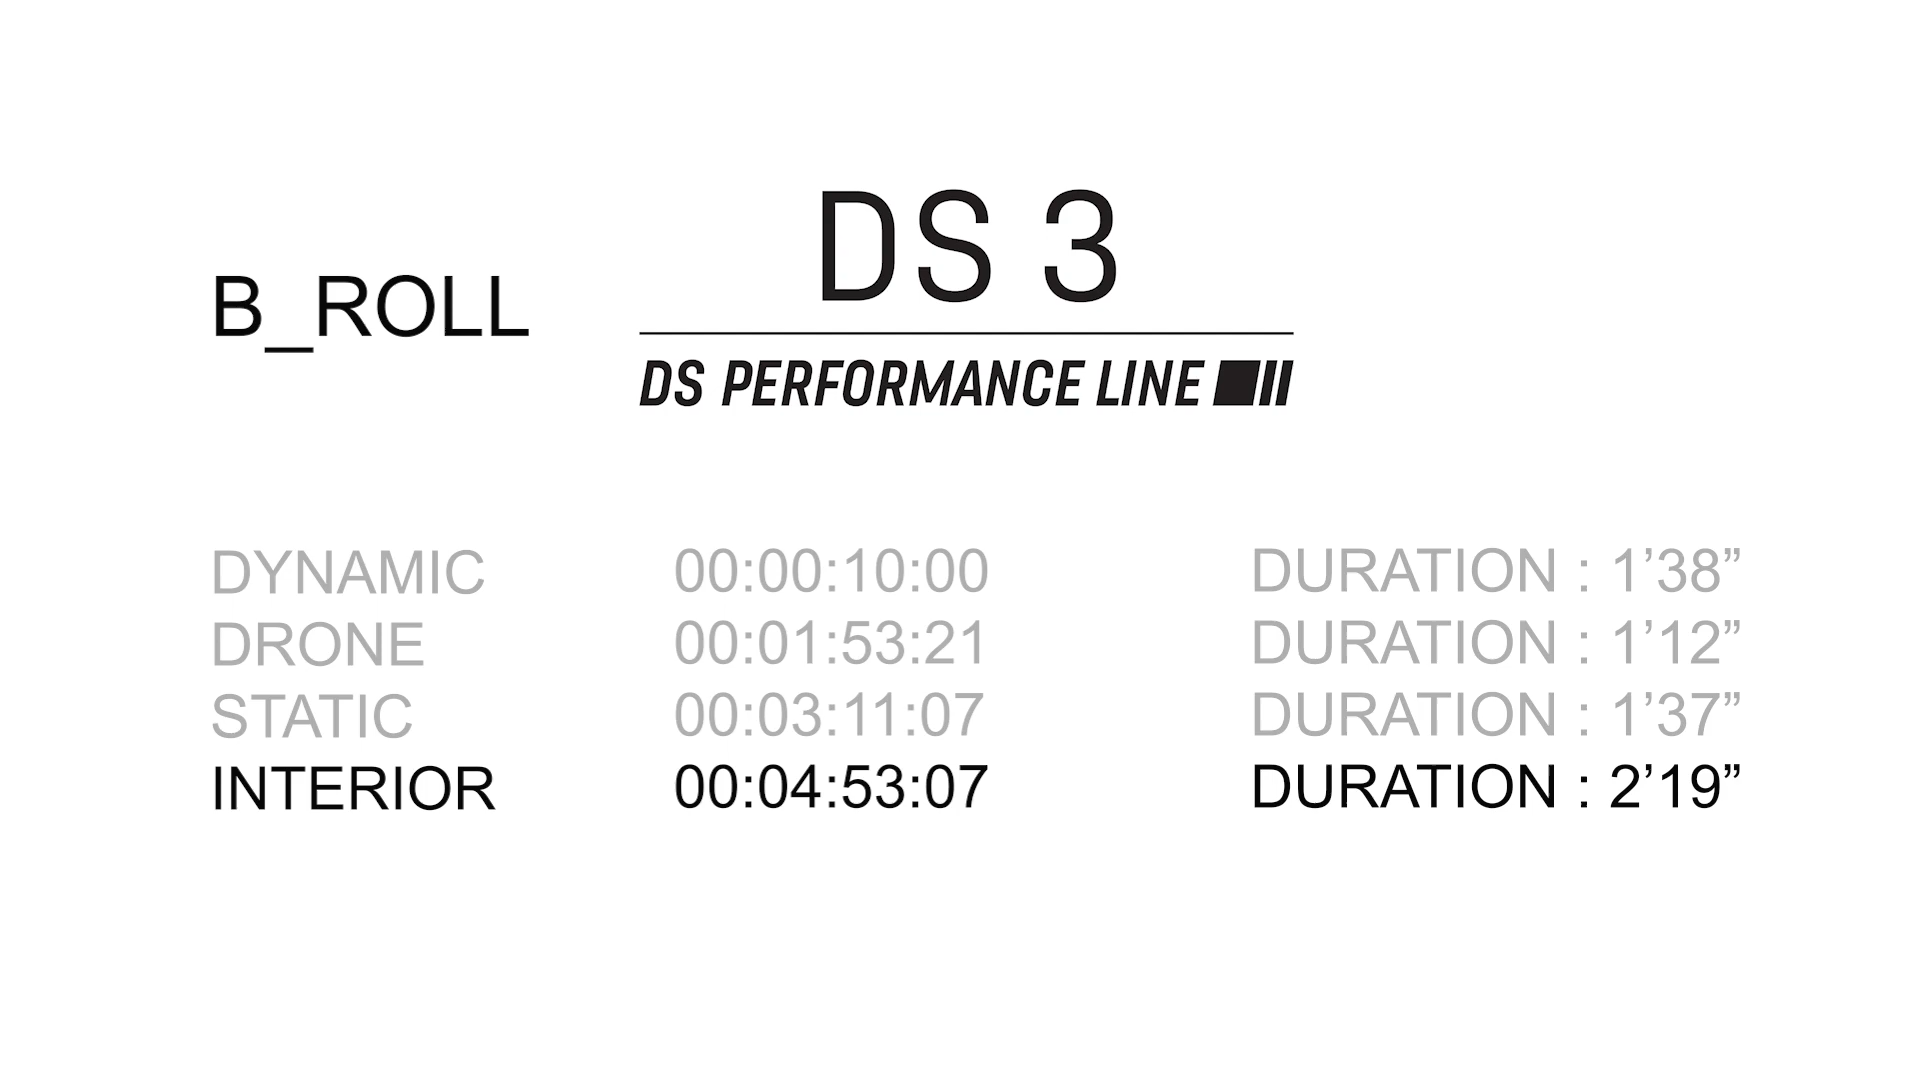 B_ROLL
DS 3
DS PERFORMANCE LINE
DYNAMIC 00:00:10:00 DURATION : 1’38”
DRONE 00:01:53:21 DURATION : 1’12”
STATIC 00:03:11:07 DURATION : 1’37”
INTERIOR 00:04:53:07 DURATION : 2’19”